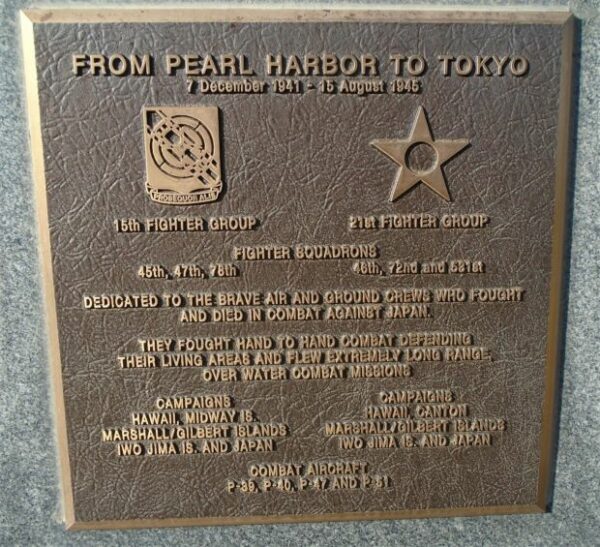 FROM PEARL HARBOR TO TOKYO
7 December 1941 - 15 August 1945
PROSEQUOR ALIS
15th FIGHTER GROUP
21st FIGHTER GROUP
FIGHTER SQUADRONS
45th, 47th, 78th
46th, 72nd and 531st
DEDICATED TO THE BRAVE AIR AND GROUND CREWS WHO FOUGHT
AND DIED IN COMBAT AGAINST JAPAN.
THEY FOUGHT HAND TO HAND COMBAT DEFENDING
THEIR LIVING AREAS AND FLEW EXTREMELY LONG RANGE,
OVER WATER COMBAT MISSIONS
CAMPAIGNS
HAWAII, MIDWAY IS.
MARSHALL/GILBERT ISLANDS
IWO JIMA IS. AND JAPAN
CAMPAIGNS
HAWAII, CANTON
MARSHALL/GILBERT ISLANDS
IWO JIMA IS. AND JAPAN
COMBAT AIRCRAFT
P-39, P-40, P-47 AND P-51